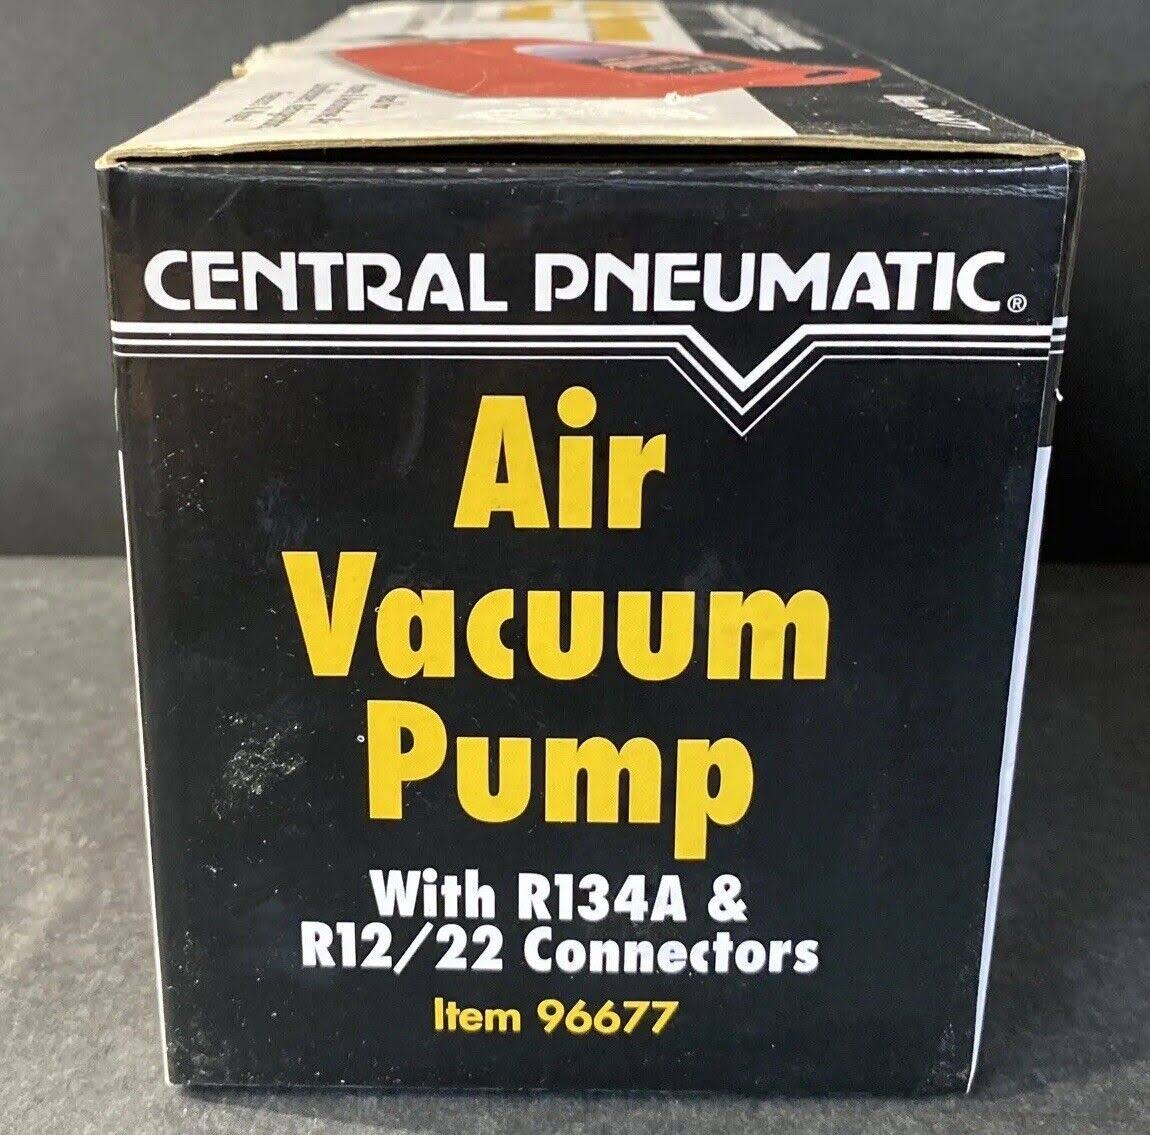 CENTRAL PNEUMATIC®
Air
Vacuum
Pump
With R134A &
R12/22 Connectors
Item 96677